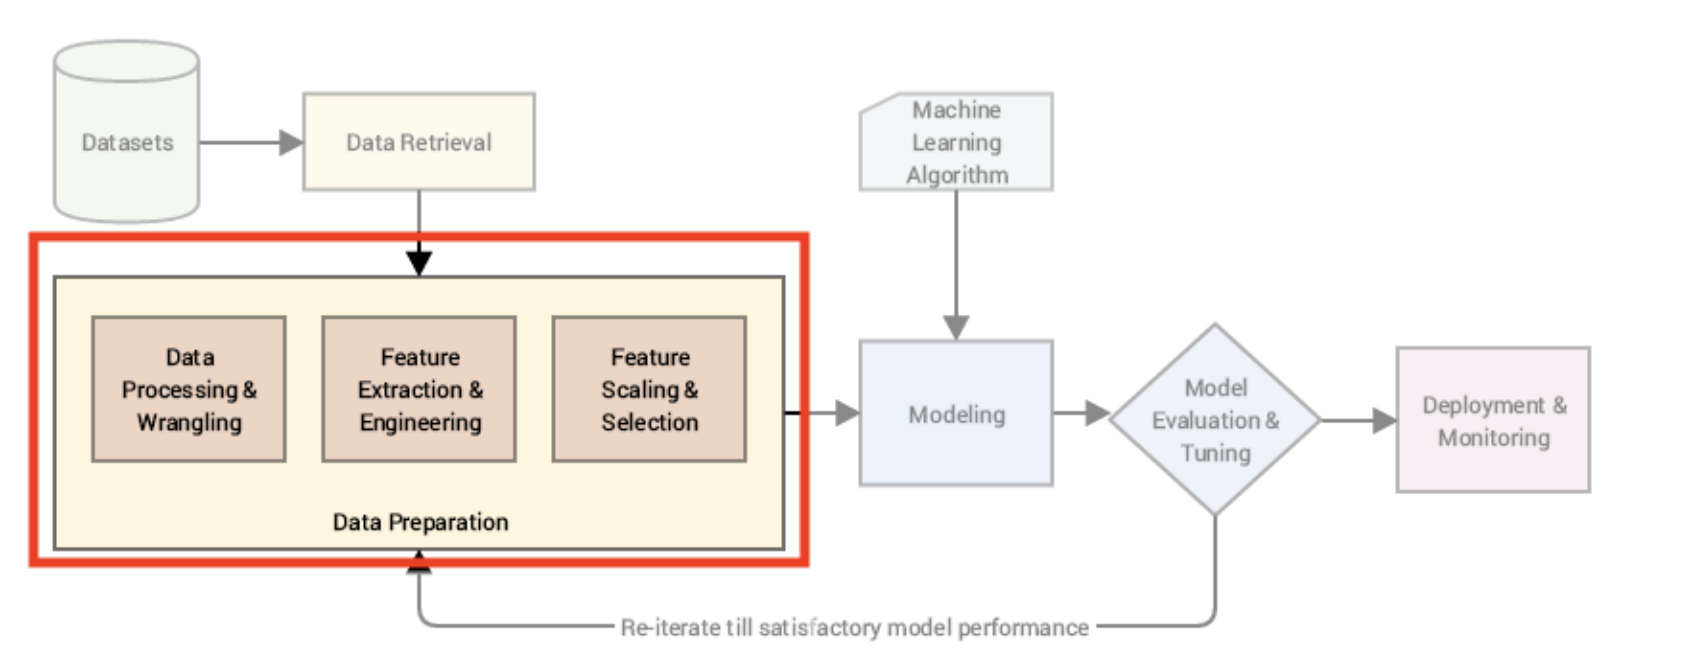 Datasets
Data Retrieval
Machine
Learning
Algorithm
Data
Processing &
Wrangling
Feature
Extraction &
Engineering
Feature
Scaling &
Selection
Data Preparation
Modeling
Model
Evaluation &
Tuning
Deployment &
Monitoring
Re-iterate till satisfactory model performance